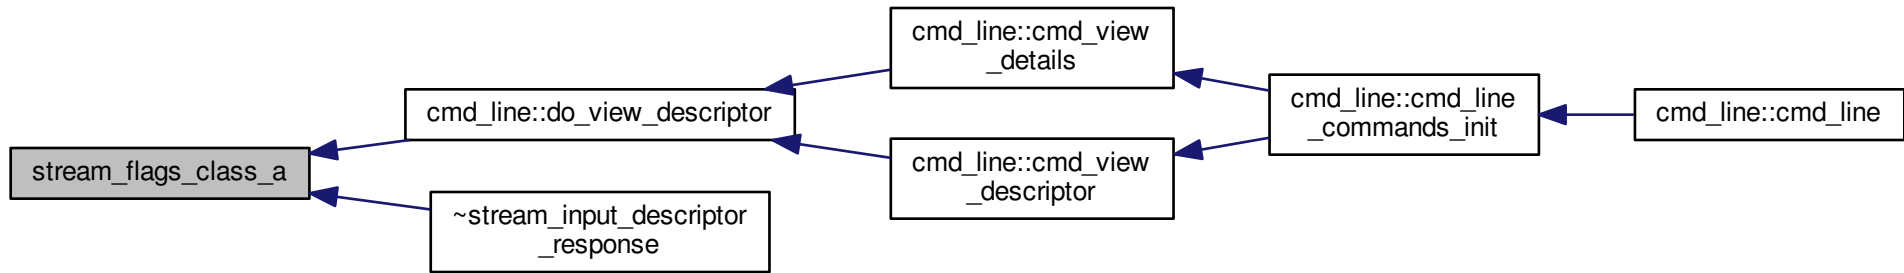 stream_flags_class_a
cmd_line::do_view_descriptor
~stream_input_descriptor
_response
cmd_line::cmd_view
_details
cmd_line::cmd_view
_descriptor
cmd_line::cmd_line
_commands_init
cmd_line::cmd_line